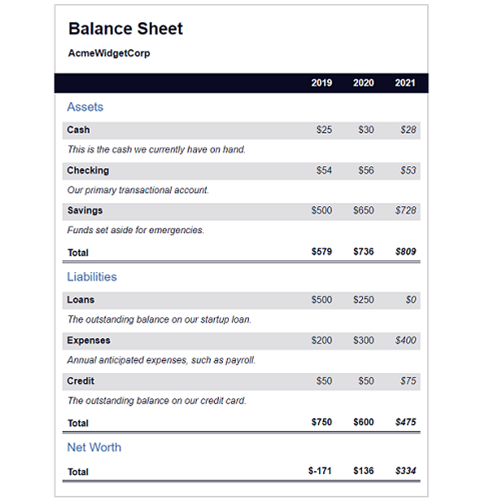 Balance Sheet
AcmeWidgetCorp
2019 2020 2021
Assets
Cash $25 $30 $28
This is the cash we currently have on hand.
Checking $54 $56 $53
Our primary transactional account.
Savings $500 $650 $728
Funds set aside for emergencies.
Total $579 $736 $809
Liabilities
Loans $500 $250 $0
The outstanding balance on our startup loan.
Expenses $200 $300 $400
Annual anticipated expenses, such as payroll.
Credit $50 $50 $75
The outstanding balance on our credit card.
Total $750 $600 $475
Net Worth
Total $-171 $136 $334